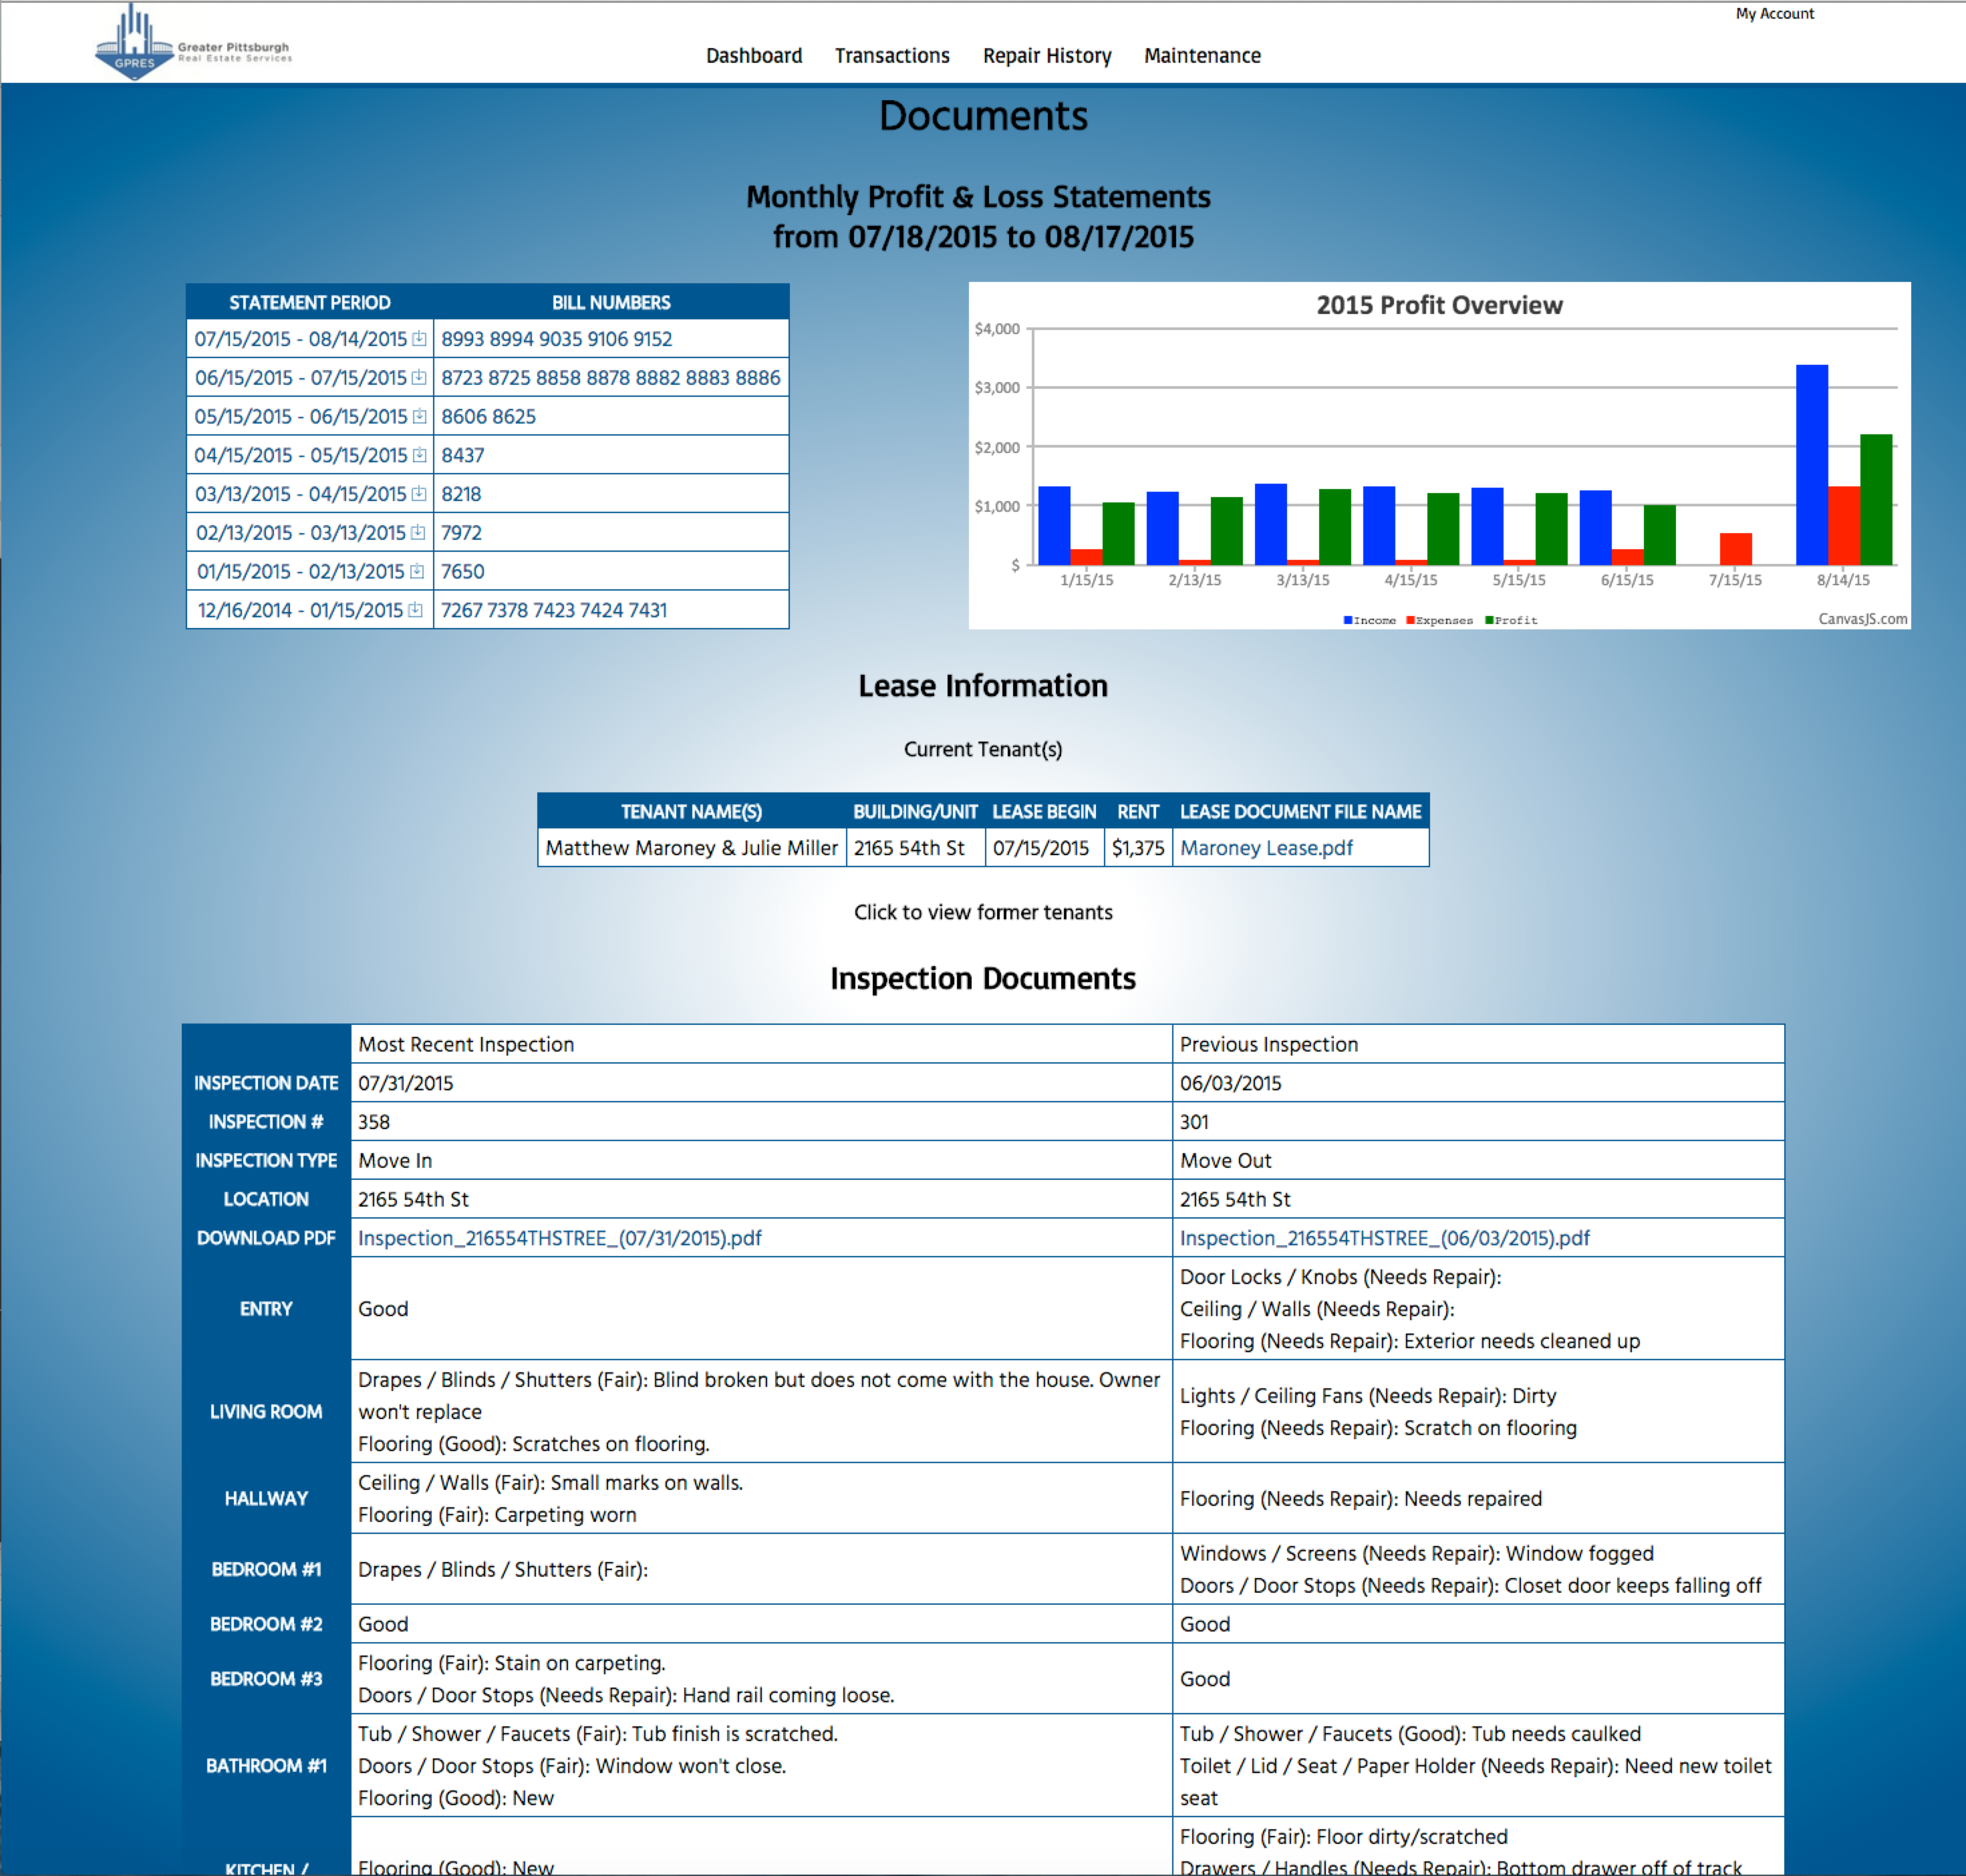 My Account
GPRES
Greater Pittsburgh
Real Estate Services
Dashboard Transactions Repair History Maintenance
Documents
Monthly Profit & Loss Statements
from 07/18/2015 to 08/17/2015
STATEMENT PERIOD BILL NUMBERS
07/15/2015 - 08/14/2015 8993 8994 9035 9106 9152
06/15/2015 - 07/15/2015 8723 8725 8858 8878 8882 8883 8886
05/15/2015 - 06/15/2015 8606 8625
04/15/2015 - 05/15/2015 8437
03/13/2015 - 04/15/2015 8218
02/13/2015 - 03/13/2015 7972
01/15/2015 - 02/13/2015 7650
12/16/2014 - 01/15/2015 7267 7378 7423 7424 7431
2015 Profit Overview
$4,000
$3,000
$2,000
$1,000
$
1/15/15 2/13/15 3/13/15 4/15/15 5/15/15 6/15/15 7/15/15 8/14/15
Income Expenses Profit
CanvasJS.com
Lease Information
Current Tenant(s)
TENANT NAME(S) BUILDING/UNIT LEASE BEGIN RENT LEASE DOCUMENT FILE NAME
Matthew Maroney & Julie Miller 2165 54th St 07/15/2015 $1,375 Maroney Lease.pdf
Click to view former tenants
Inspection Documents
Most Recent Inspection Previous Inspection
INSPECTION DATE 07/31/2015 06/03/2015
INSPECTION # 358 301
INSPECTION TYPE Move In Move Out
LOCATION 2165 54th St 2165 54th St
DOWNLOAD PDF Inspection_216554THSTREE_(07/31/2015).pdf Inspection_216554THSTREE_(06/03/2015).pdf
ENTRY
Good
Door Locks / Knobs (Needs Repair):
Ceiling / Walls (Needs Repair):
Flooring (Needs Repair): Exterior needs cleaned up
LIVING ROOM
Drapes / Blinds / Shutters (Fair): Blind broken but does not come with the house. Owner
won't replace
Flooring (Good): Scratches on flooring.
Lights / Ceiling Fans (Needs Repair): Dirty
Flooring (Needs Repair): Scratch on flooring
HALLWAY
Ceiling / Walls (Fair): Small marks on walls.
Flooring (Fair): Carpeting worn
Flooring (Needs Repair): Needs repaired
BEDROOM #1
Drapes / Blinds / Shutters (Fair):
Windows / Screens (Needs Repair): Window fogged
Doors / Door Stops (Needs Repair): Closet door keeps falling off
BEDROOM #2 Good Good
BEDROOM #3
Flooring (Fair): Stain on carpeting.
Doors / Door Stops (Needs Repair): Hand rail coming loose.
Good
BATHROOM #1
Tub / Shower / Faucets (Fair): Tub finish is scratched.
Doors / Door Stops (Fair): Window won't close.
Flooring (Good): New
Tub / Shower / Faucets (Good): Tub needs caulked
Toilet / Lid / Seat / Paper Holder (Needs Repair): Need new toilet
seat
KITCHEN /
Flooring (Good): New
Flooring (Fair): Floor dirty/scratched
Drawers / Handles (Needs Repair): Bottom drawer off of track